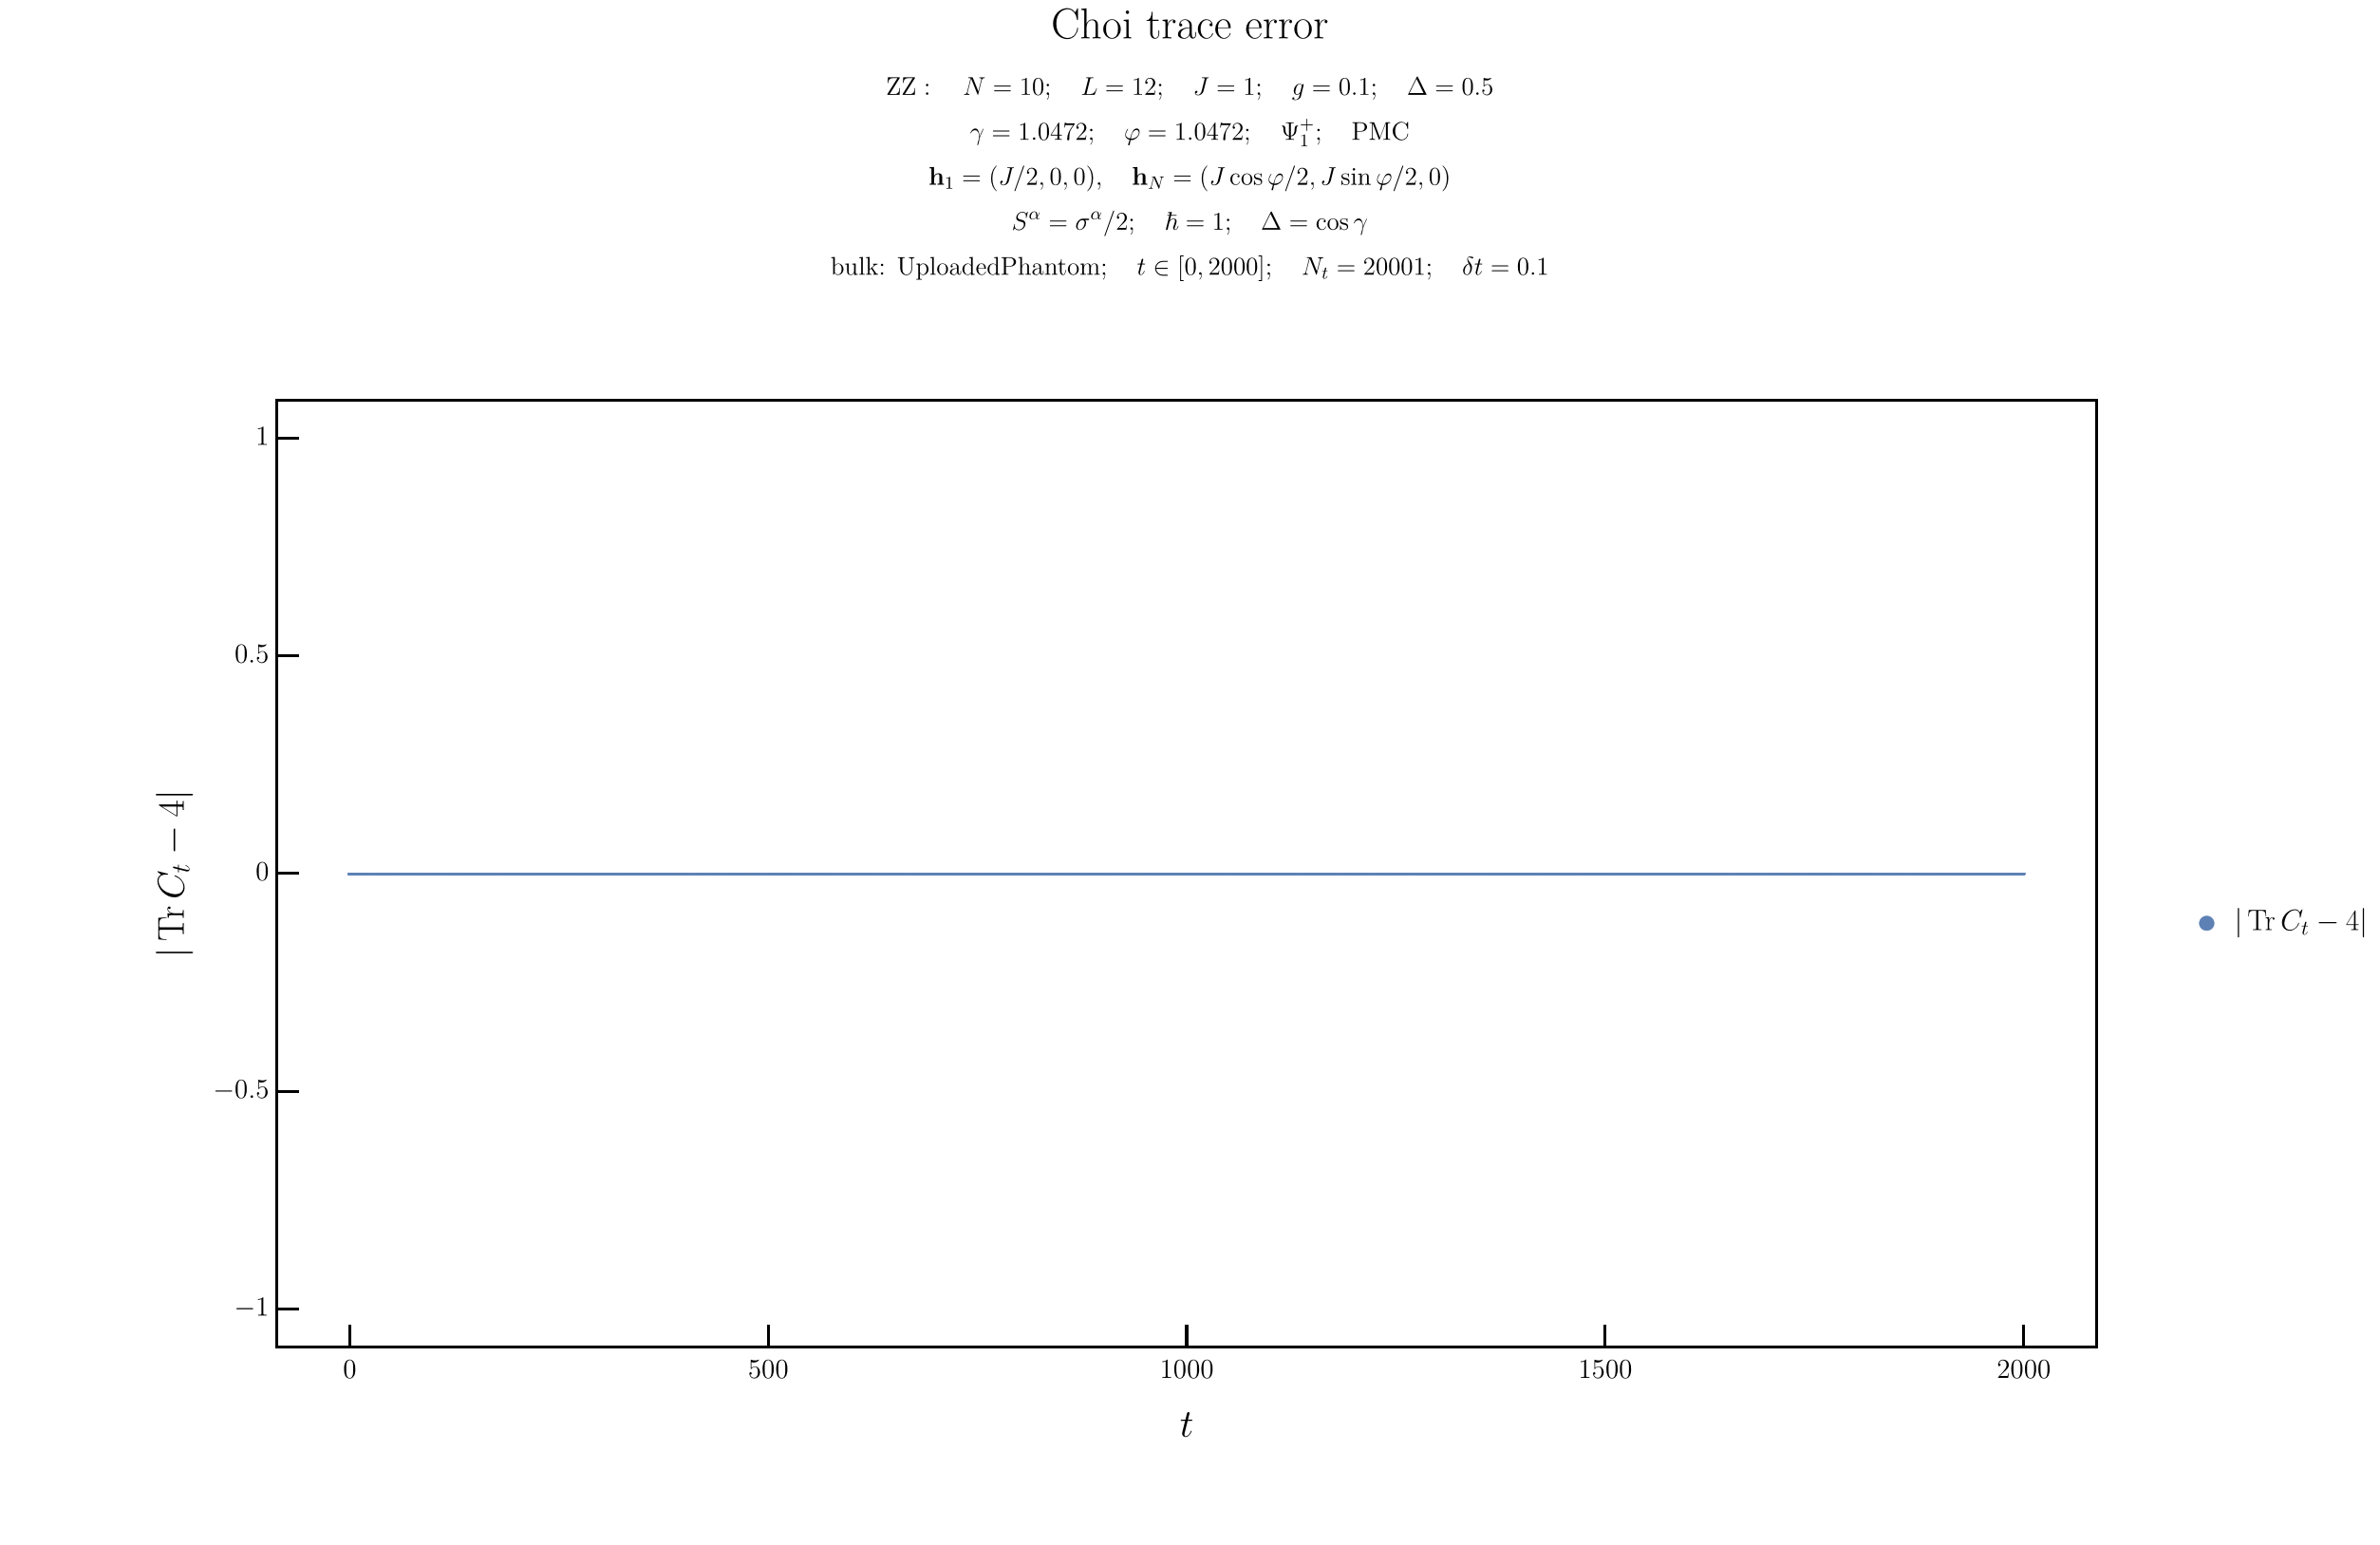 Choi trace error
ZZ : N = 10; L = 12; J = 1; g = 0.1; Δ = 0.5
γ = 1.0472; φ = 1.0472; Ψ₁⁺; PMC
𝐡₁ = (J/2, 0, 0), 𝐡_N = (J cos φ/2, J sin φ/2, 0)
S^α = σ^α/2; ℏ = 1; Δ = cos γ
bulk: UploadedPhantom; t ∈ [0, 2000]; N_t = 20001; δt = 0.1
1
0.5
0
−0.5
−1
| Tr C_t − 4|
0 500 1000 1500 2000
t
| Tr C_t − 4|